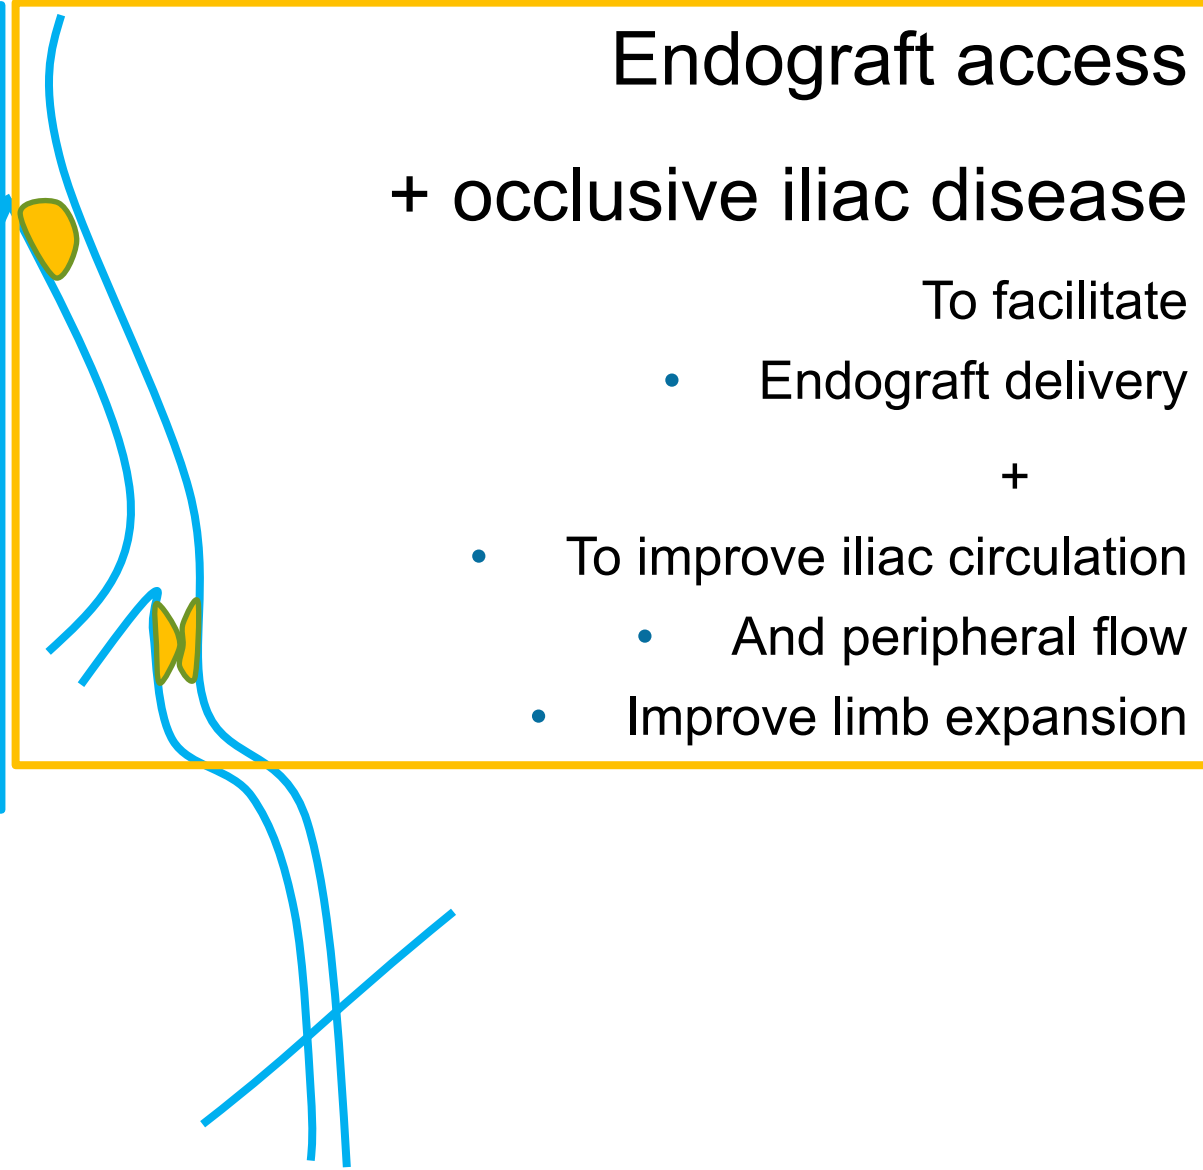 Endograft access
+ occlusive iliac disease
To facilitate
• Endograft delivery
+
• To improve iliac circulation
• And peripheral flow
• Improve limb expansion